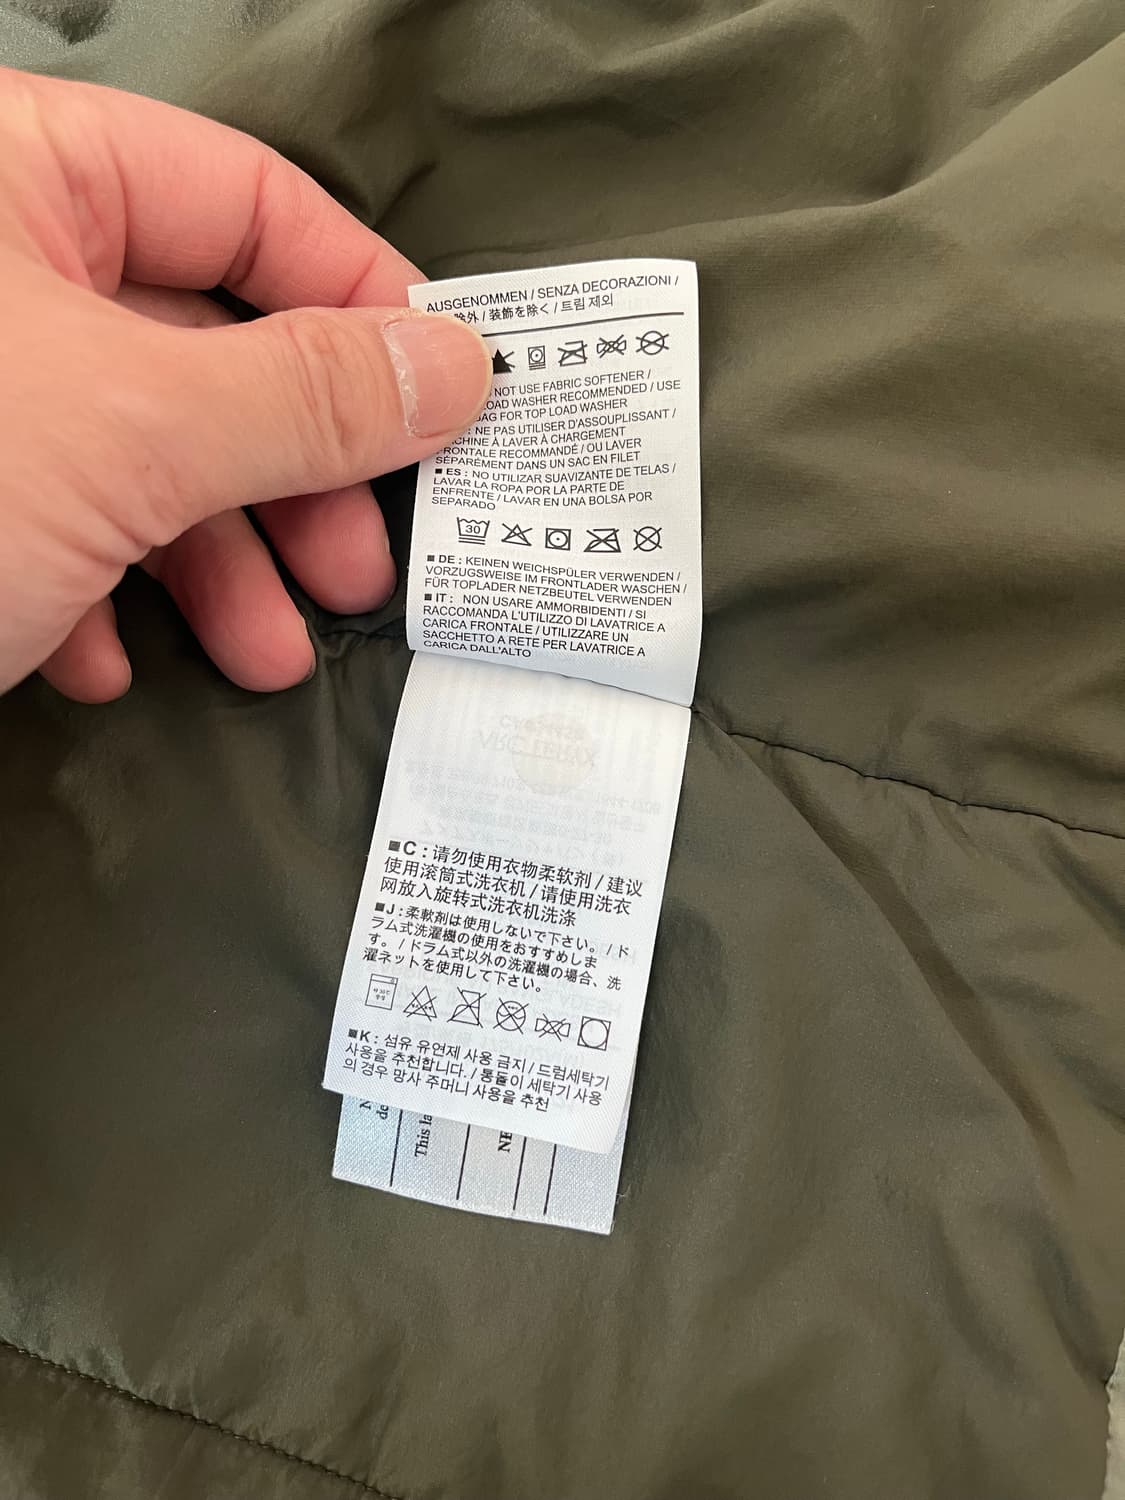 AUSGENOMMEN / SENZA DECORAZIONI /
除外 / 装飾を除く / 트림 제외
NOT USE FABRIC SOFTENER /
LOAD WASHER RECOMMENDED / USE
BAG FOR TOP LOAD WASHER
: NE PAS UTILISER D'ASSOUPLISSANT /
MACHINE À LAVER À CHARGEMENT
FRONTALE RECOMMANDÉ / OU LAVER
SÉPARÉMENT DANS UN SAC EN FILET
■ ES : NO UTILIZAR SUAVIZANTE DE TELAS /
LAVAR LA ROPA POR LA PARTE DE
ENFRENTE / LAVAR EN UNA BOLSA POR
SEPARADO
30
■ DE : KEINEN WEICHSPÜLER VERWENDEN /
VORZUGSWEISE IM FRONTLADER WASCHEN /
FÜR TOPLADER NETZBEUTEL VERWENDEN
■ IT : NON USARE AMMORBIDENTI / SI
RACCOMANDA L'UTILIZZO DI LAVATRICE A
CARICA FRONTALE / UTILIZZARE UN
SACCHETTO A RETE PER LAVATRICE A
CARICA DALL'ALTO
ARC'TERYX
■C : 请勿使用衣物柔软剂 / 建议
使用滚筒式洗衣机 / 请使用洗衣
网放入旋转式洗衣机洗涤
■J : 柔軟剤は使用しないで下さい。 / ド
ラム式洗濯機の使用をおすすめしま
す。 / ドラム式以外の洗濯機の場合、洗
濯ネットを使用して下さい。
■K : 섬유 유연제 사용 금지 / 드럼세탁기
사용을 추천합니다. / 통돌이 세탁기 사용
의 경우 망사 주머니 사용을 추천
This la
NE